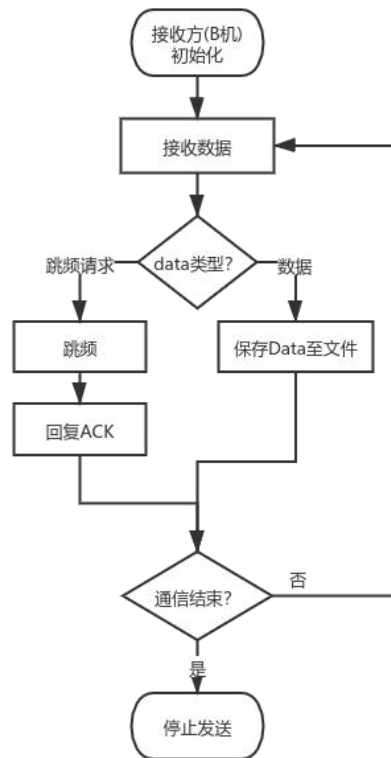 接收方(B机)
初始化
接收数据
data类型?
跳频请求
数据
跳频
保存Data至文件
回复ACK
通信结束?
否
是
停止发送